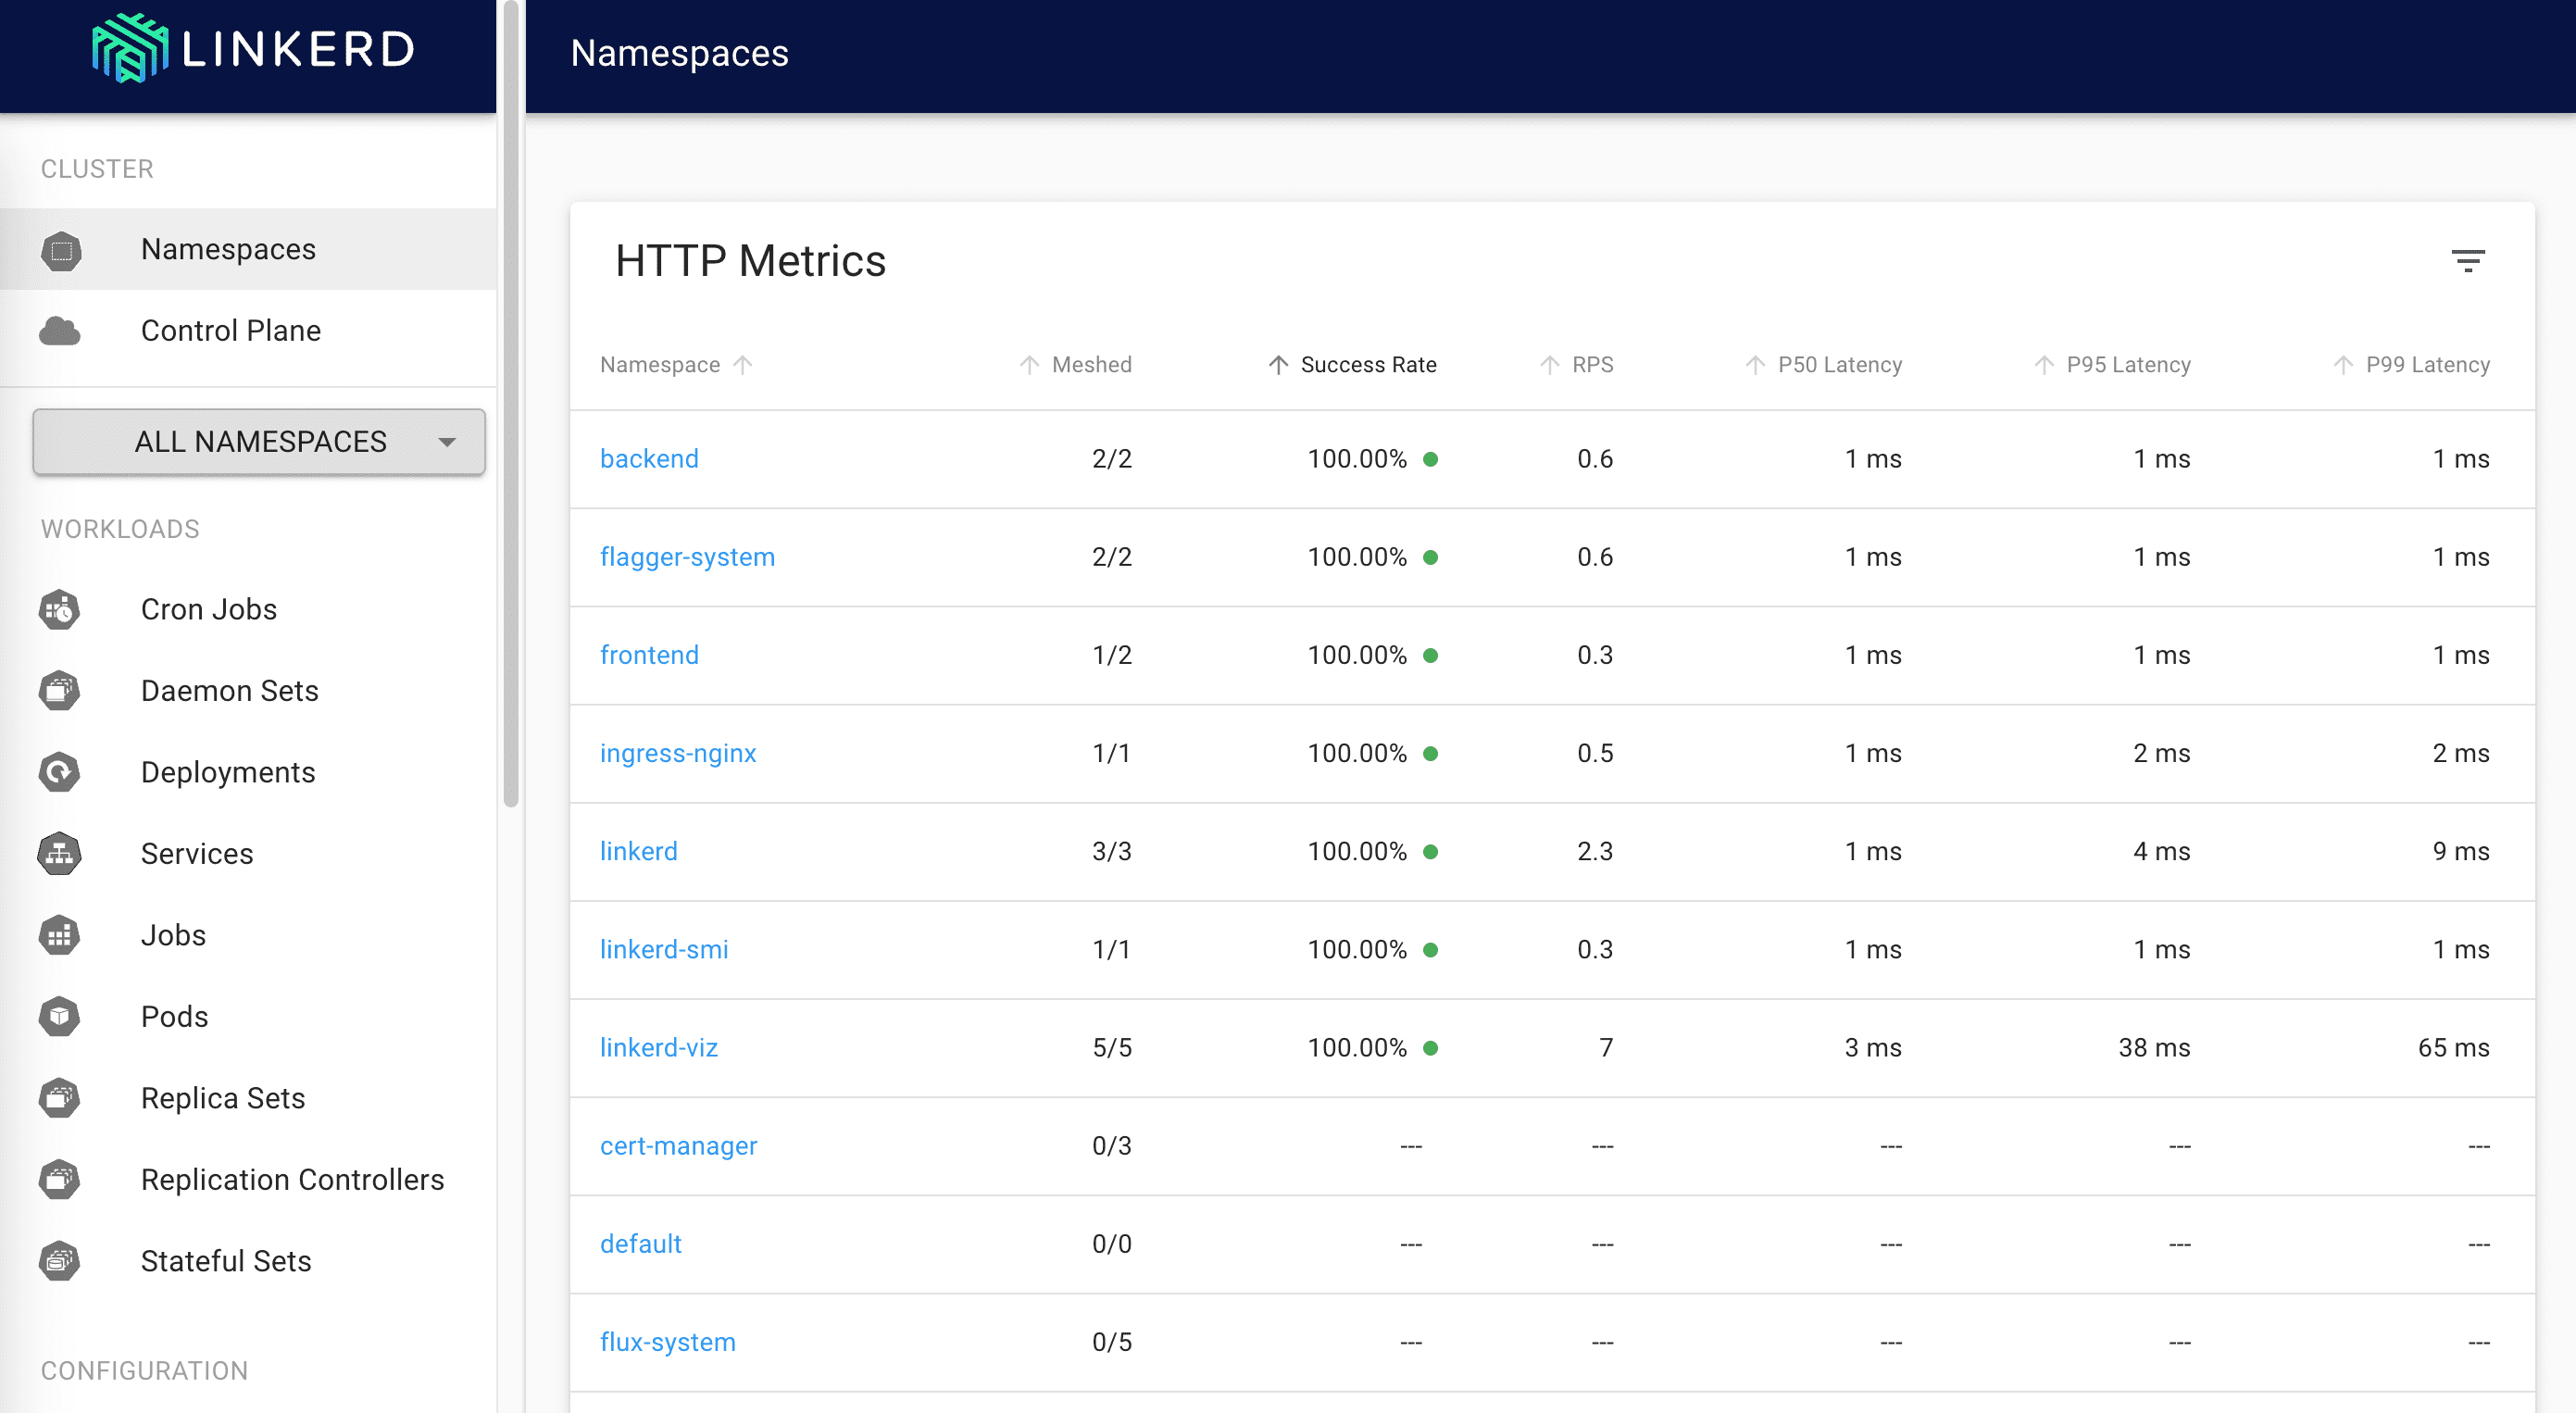 LINKERD
Namespaces
CLUSTER
Namespaces
Control Plane
ALL NAMESPACES
WORKLOADS
Cron Jobs
Daemon Sets
Deployments
Services
Jobs
Pods
Replica Sets
Replication Controllers
Stateful Sets
CONFIGURATION
HTTP Metrics
Namespace Meshed Success Rate RPS P50 Latency P95 Latency P99 Latency
backend 2/2 100.00% 0.6 1 ms 1 ms 1 ms
flagger-system 2/2 100.00% 0.6 1 ms 1 ms 1 ms
frontend 1/2 100.00% 0.3 1 ms 1 ms 1 ms
ingress-nginx 1/1 100.00% 0.5 1 ms 2 ms 2 ms
linkerd 3/3 100.00% 2.3 1 ms 4 ms 9 ms
linkerd-smi 1/1 100.00% 0.3 1 ms 1 ms 1 ms
linkerd-viz 5/5 100.00% 7 3 ms 38 ms 65 ms
cert-manager 0/3 --- --- --- --- ---
default 0/0 --- --- --- --- ---
flux-system 0/5 --- --- --- --- ---